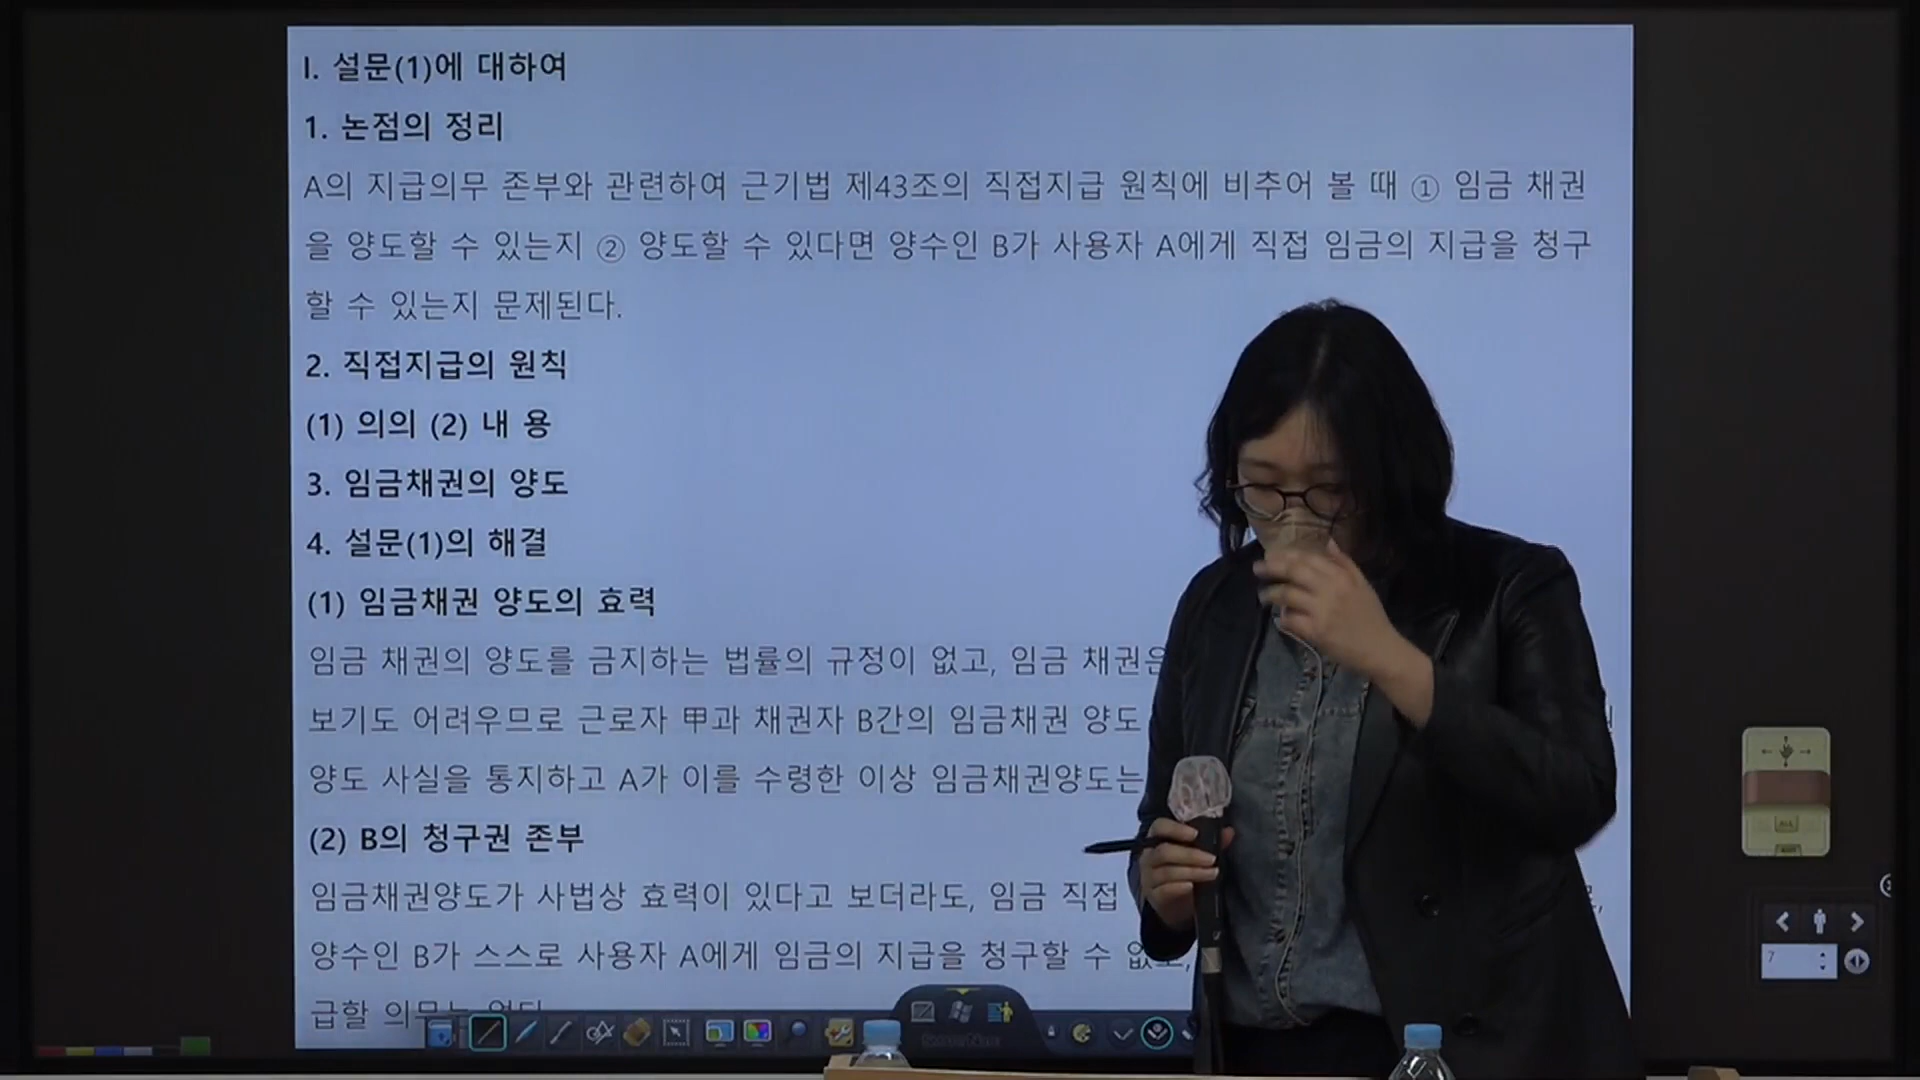 I. 설문(1)에 대하여
1. 논점의 정리
A의 지급의무 존부와 관련하여 근기법 제43조의 직접지급 원칙에 비추어 볼 때 ① 임금 채권
을 양도할 수 있는지 ② 양도할 수 있다면 양수인 B가 사용자 A에게 직접 임금의 지급을 청구
할 수 있는지 문제된다.
2. 직접지급의 원칙
(1) 의의 (2) 내 용
3. 임금채권의 양도
4. 설문(1)의 해결
(1) 임금채권 양도의 효력
임금 채권의 양도를 금지하는 법률의 규정이 없고, 임금 채권은
보기도 어려우므로 근로자 甲과 채권자 B간의 임금채권 양도
양도 사실을 통지하고 A가 이를 수령한 이상 임금채권양도는
(2) B의 청구권 존부
임금채권양도가 사법상 효력이 있다고 보더라도, 임금 직접
양수인 B가 스스로 사용자 A에게 임금의 지급을 청구할 수
급할 의무는 없다
7